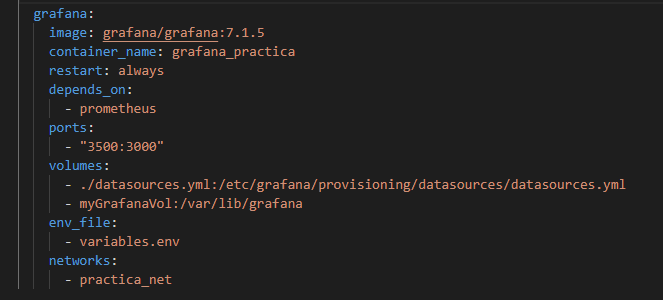 grafana:
  image: grafana/grafana:7.1.5
  container_name: grafana_practica
  restart: always
  depends_on:
    - prometheus
  ports:
    - "3500:3000"
  volumes:
    - ./datasources.yml:/etc/grafana/provisioning/datasources/datasources.yml
    - myGrafanaVol:/var/lib/grafana
  env_file:
    - variables.env
  networks:
    - practica_net